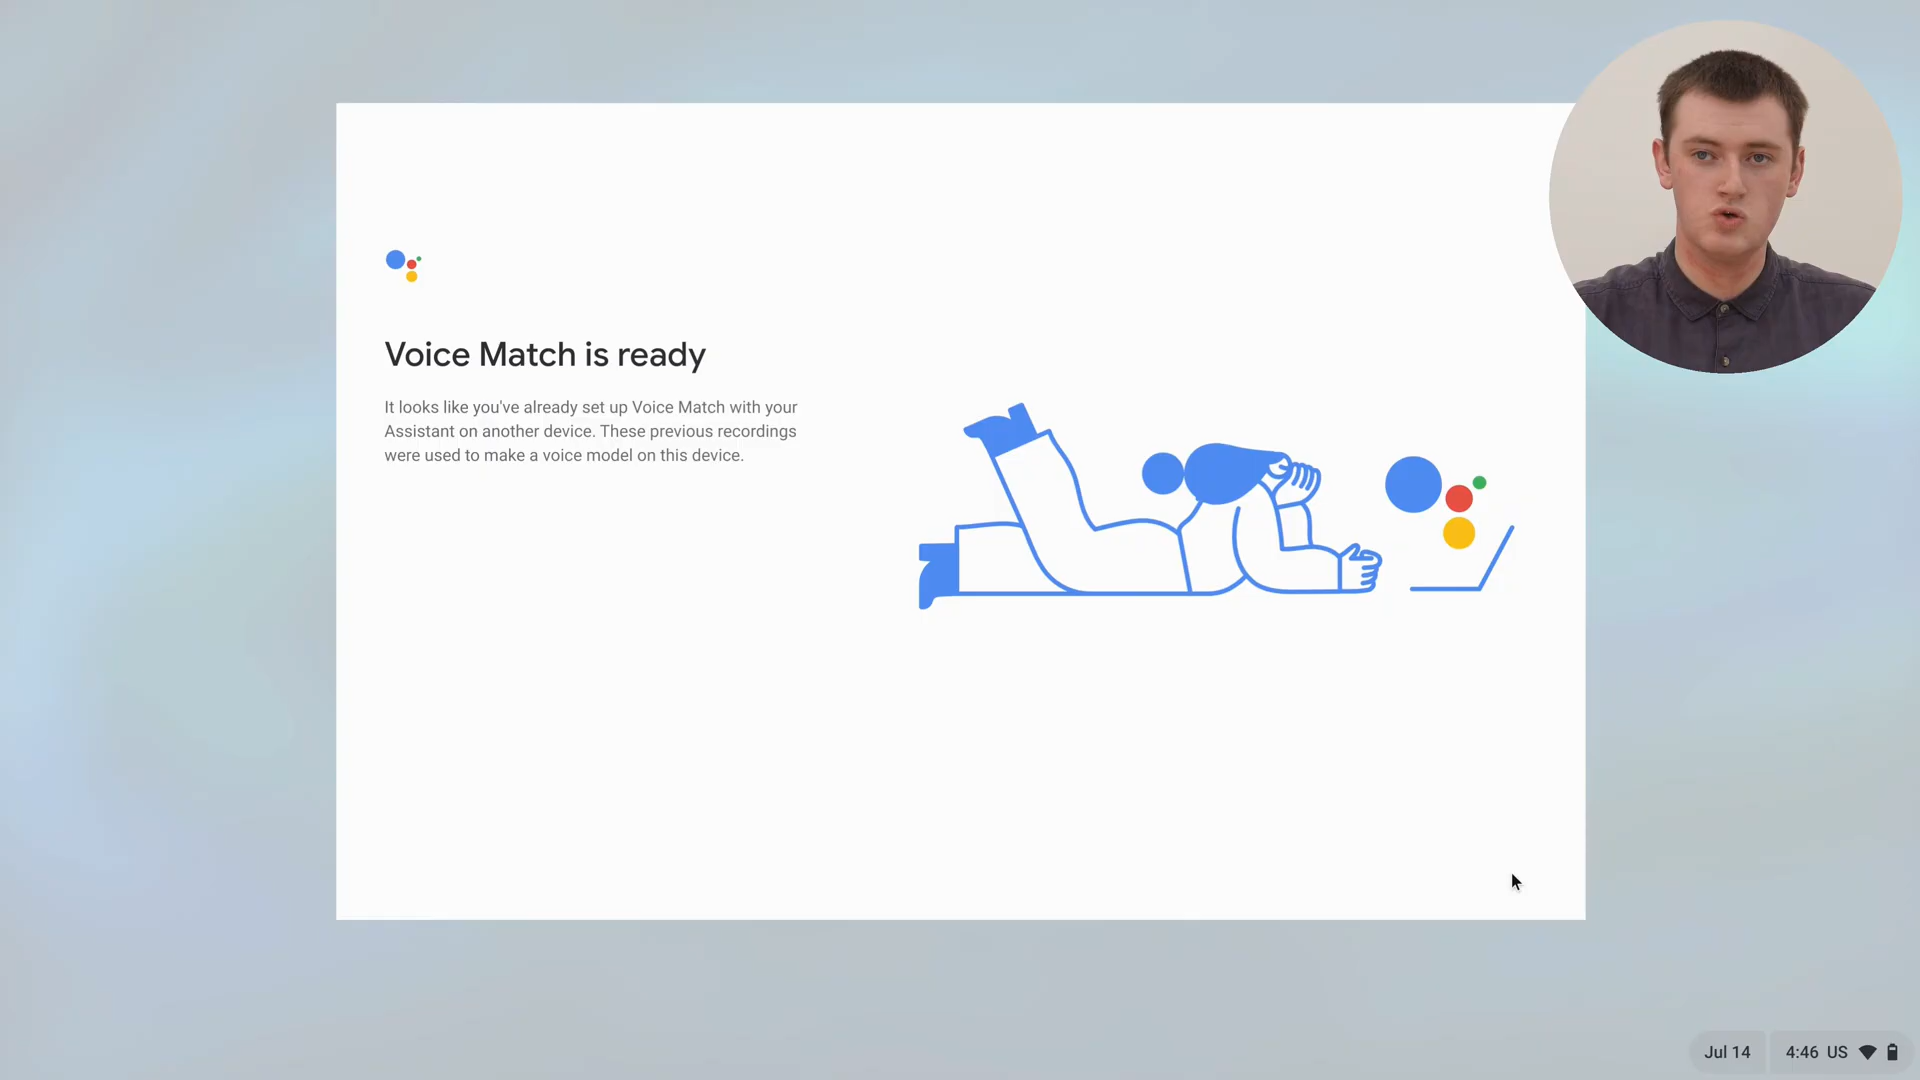 Voice Match is ready
It looks like you've already set up Voice Match with your
Assistant on another device. These previous recordings
were used to make a voice model on this device.
Jul 14
4:46 US